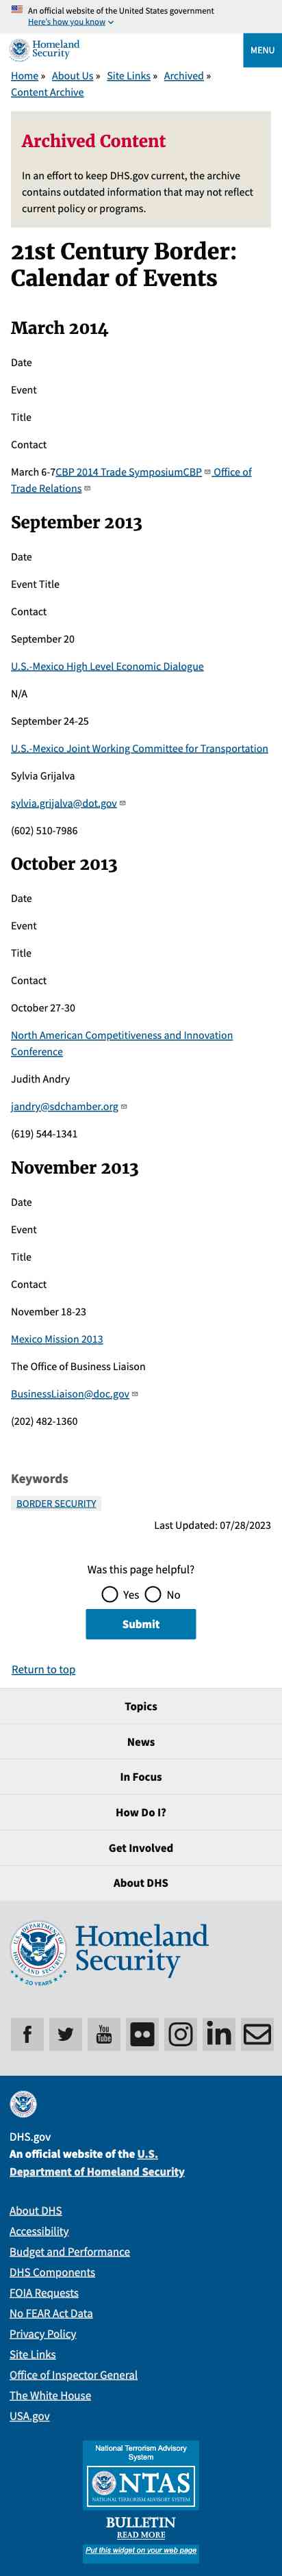 An official website of the United States government
Here's how you know
Homeland
Security
MENU
Home » About Us » Site Links » Archived »
Content Archive
Archived Content
In an effort to keep DHS.gov current, the archive
contains outdated information that may not reflect
current policy or programs.
21st Century Border:
Calendar of Events
March 2014
Date
Event
Title
Contact
March 6-7CBP 2014 Trade SymposiumCBP Office of
Trade Relations
September 2013
Date
Event Title
Contact
September 20
U.S.-Mexico High Level Economic Dialogue
N/A
September 24-25
U.S.-Mexico Joint Working Committee for Transportation
Sylvia Grijalva
sylvia.grijalva@dot.gov
(602) 510-7986
October 2013
Date
Event
Title
Contact
October 27-30
North American Competitiveness and Innovation
Conference
Judith Andry
jandry@sdchamber.org
(619) 544-1341
November 2013
Date
Event
Title
Contact
November 18-23
Mexico Mission 2013
The Office of Business Liaison
BusinessLiaison@doc.gov
(202) 482-1360
Keywords
BORDER SECURITY
Last Updated: 07/28/2023
Was this page helpful?
Yes No
Submit
Return to top
Topics
News
In Focus
How Do I?
Get Involved
About DHS
Homeland
Security
20 YEARS
You
Tube
in
DHS.gov
An official website of the U.S.
Department of Homeland Security
About DHS
Accessibility
Budget and Performance
DHS Components
FOIA Requests
No FEAR Act Data
Privacy Policy
Site Links
Office of Inspector General
The White House
USA.gov
National Terrorism Advisory
System
NTAS
NATIONAL TERRORISM ADVISORY SYSTEM
BULLETIN
READ MORE
Put this widget on your web page